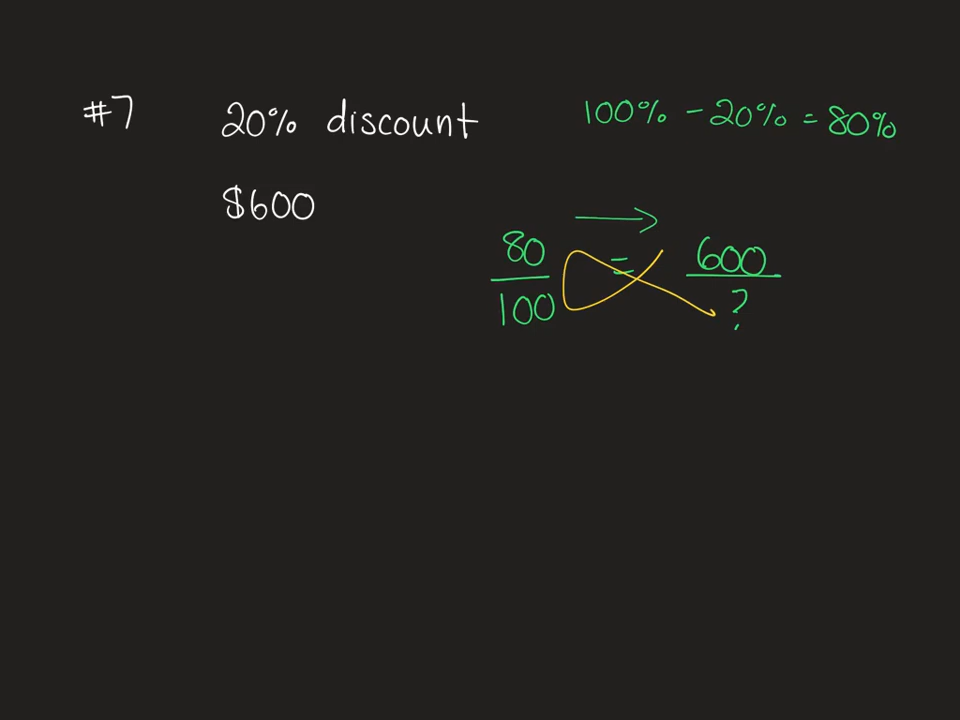 #7 20% discount 100% - 20% = 80%
$600
80 = 600
100 ?